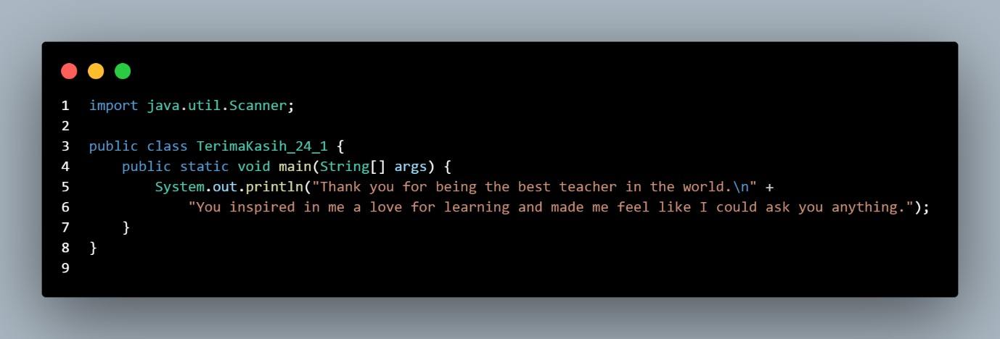 1 import java.util.Scanner;
2
3 public class TerimaKasih_24_1 {
4     public static void main(String[] args) {
5         System.out.println("Thank you for being the best teacher in the world.\n" +
6             "You inspired in me a love for learning and made me feel like I could ask you anything.");
7     }
8 }
9